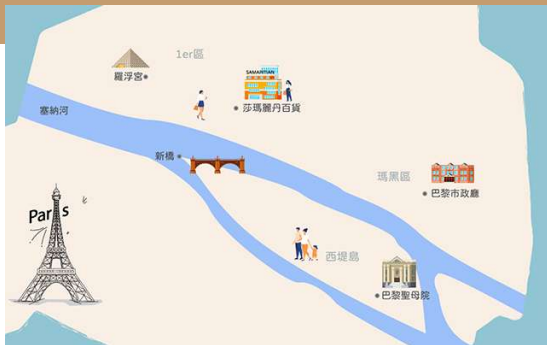 1er區
羅浮宮
SAMARITAN
莎瑪麗丹百貨
塞納河
新橋
瑪黑區
巴黎市政廳
Paris
西堤島
巴黎聖母院